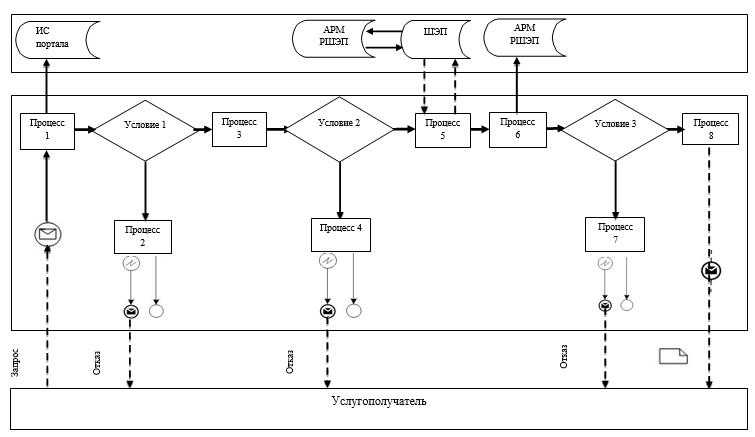 ИС
портала
АРМ
РШЭП
ШЭП
АРМ
РШЭП
Процесс
1
Условие 1
Процесс
3
Условие 2
Процесс
5
Процесс
6
Условие 3
Процесс
8
Процесс
2
Процесс 4
Процесс
7
Запрос
Отказ
Отказ
Отказ
Услугополучатель